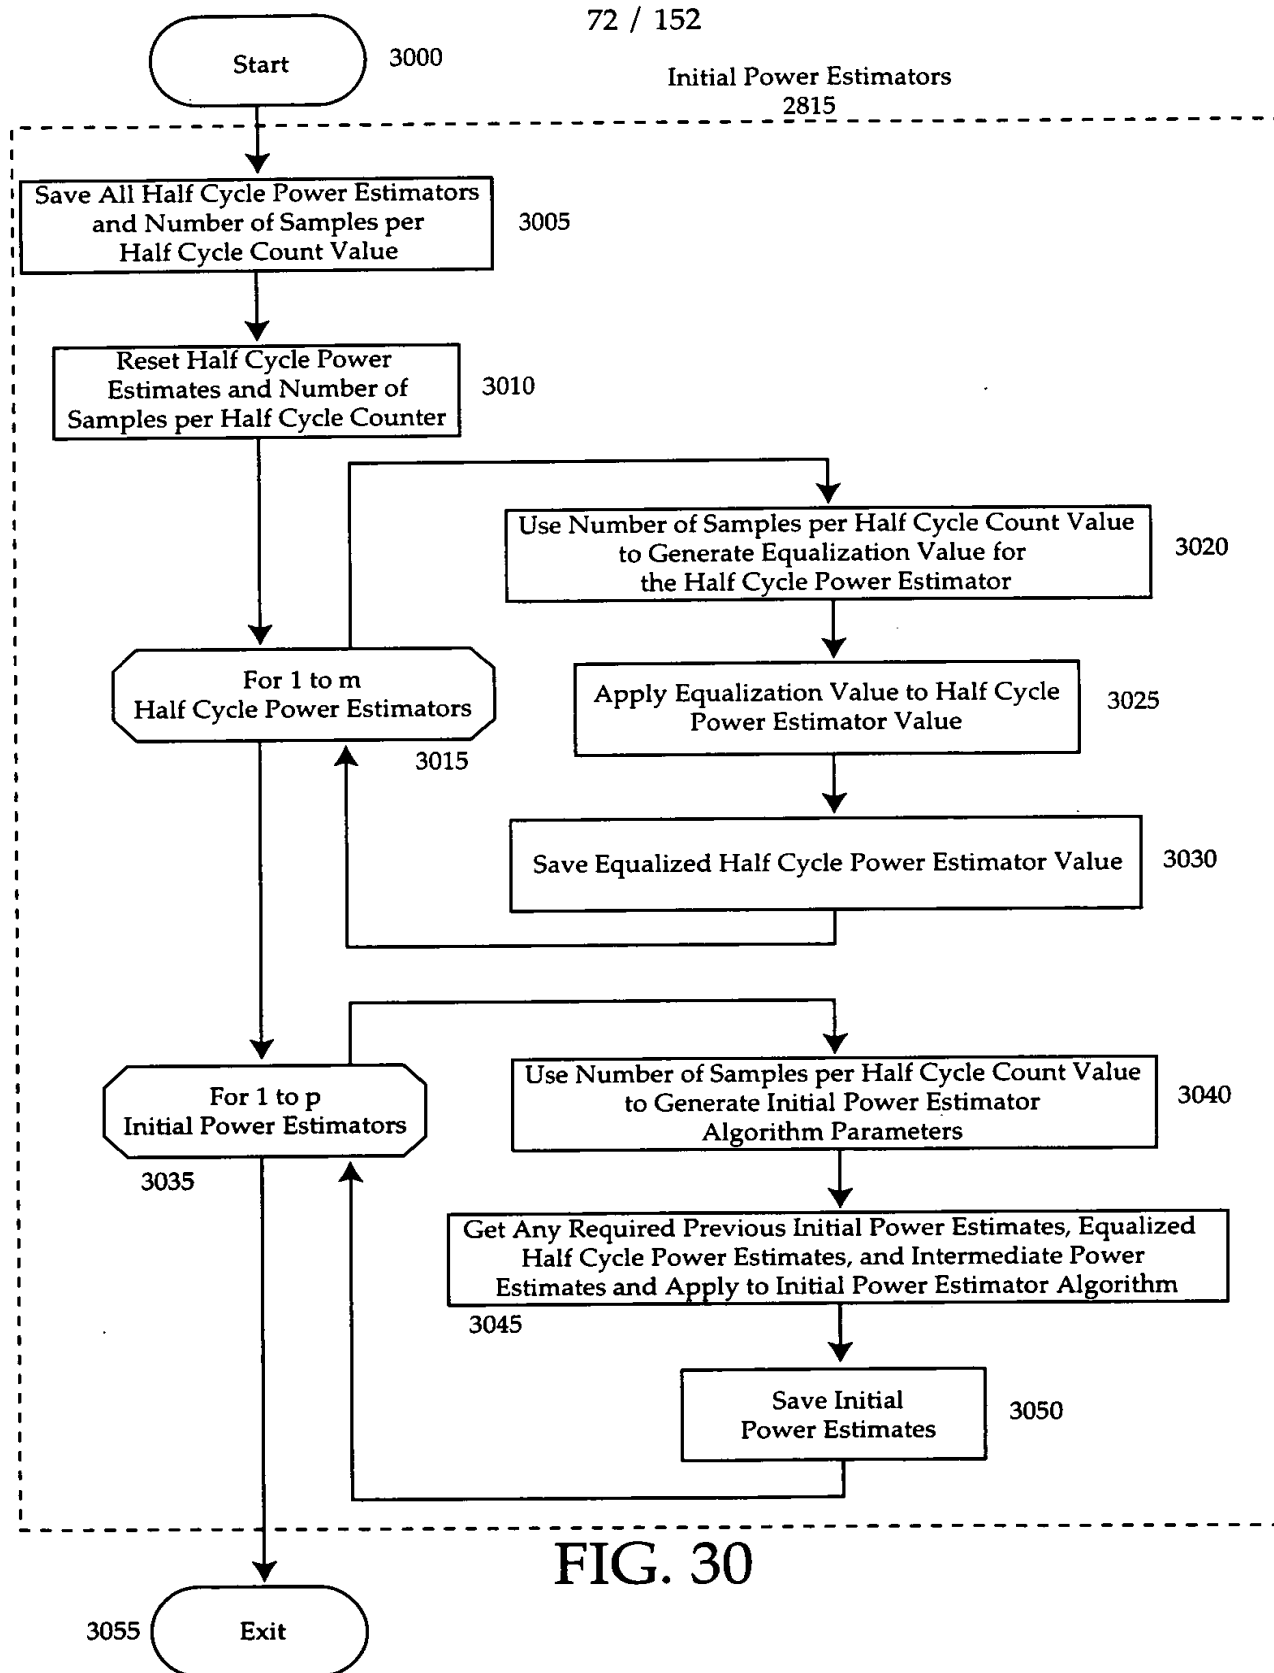 72 / 152
Start
3000
Initial Power Estimators
2815
Save All Half Cycle Power Estimators
and Number of Samples per
Half Cycle Count Value
3005
Reset Half Cycle Power
Estimates and Number of
Samples per Half Cycle Counter
3010
Use Number of Samples per Half Cycle Count Value
to Generate Equalization Value for
the Half Cycle Power Estimator
3020
For 1 to m
Half Cycle Power Estimators
3015
Apply Equalization Value to Half Cycle
Power Estimator Value
3025
Save Equalized Half Cycle Power Estimator Value
3030
For 1 to p
Initial Power Estimators
3035
Use Number of Samples per Half Cycle Count Value
to Generate Initial Power Estimator
Algorithm Parameters
3040
Get Any Required Previous Initial Power Estimates, Equalized
Half Cycle Power Estimates, and Intermediate Power
Estimates and Apply to Initial Power Estimator Algorithm
3045
Save Initial
Power Estimates
3050
FIG. 30
3055
Exit